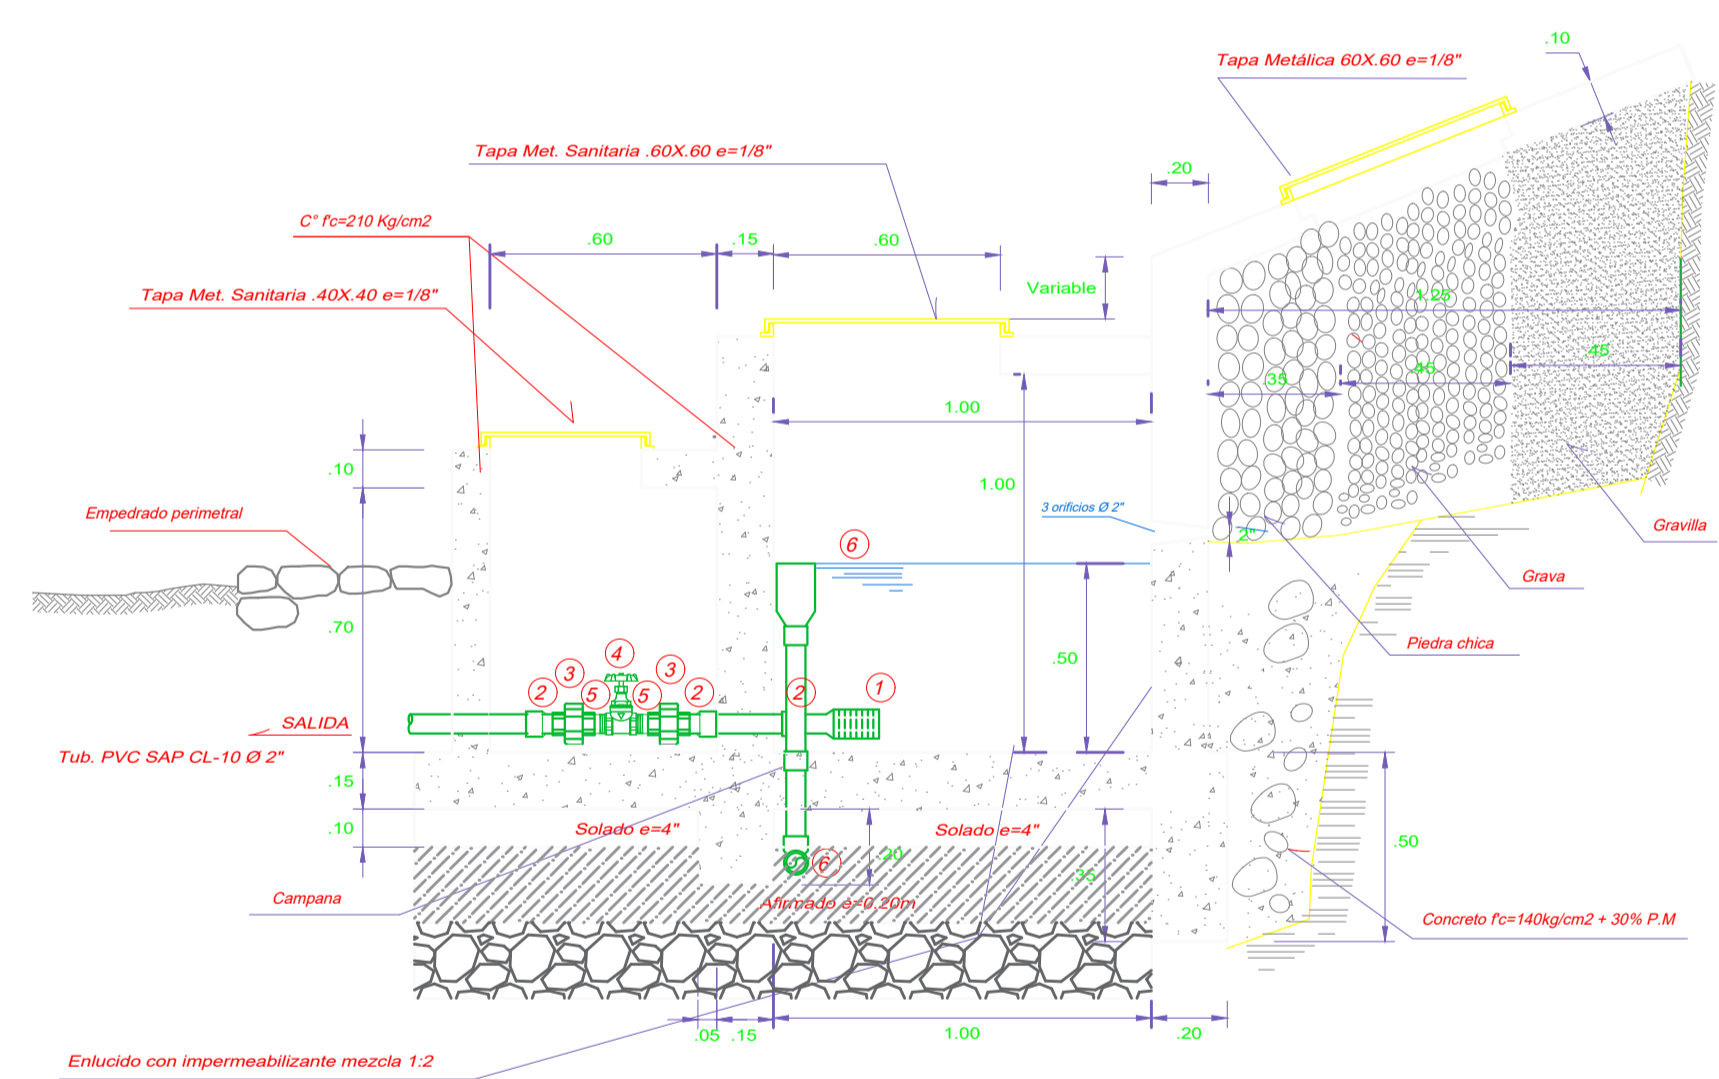 .10
Tapa Metálica 60X.60 e=1/8"
Tapa Met. Sanitaria .60X.60 e=1/8"
.20
C° f'c=210 Kg/cm2
.60
.15
.60
Variable
Tapa Met. Sanitaria .40X.40 e=1/8"
1.25
.45
.45
.35
1.00
.10
1.00
3 orificios Ø 2"
Empedrado perimetral
2"
Gravilla
6
Grava
.70
Piedra chica
.50
4
3
3
2
5
5
2
2
1
SALIDA
Tub. PVC SAP CL-10 Ø 2"
.15
.10
Solado e=4"
Solado e=4"
.50
.20
6
.35
Campana
Afirmado e=0.20m
Concreto f'c=140kg/cm2 + 30% P.M
.05
.15
1.00
.20
Enlucido con impermeabilizante mezcla 1:2